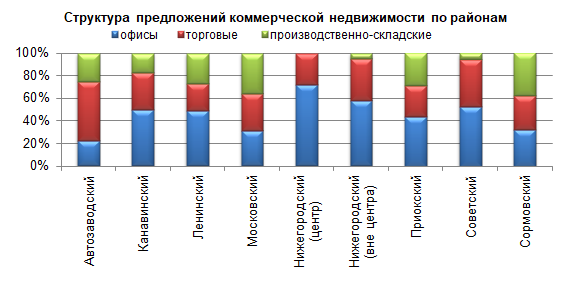 Структура предложений коммерческой недвижимости по районам
офисы торговые производственно-складские
100%
80%
60%
40%
20%
0%
Автозаводский
Канавинский
Ленинский
Московский
Нижегородский
(центр)
Нижегородский
(вне центра)
Приокский
Советский
Сормовский